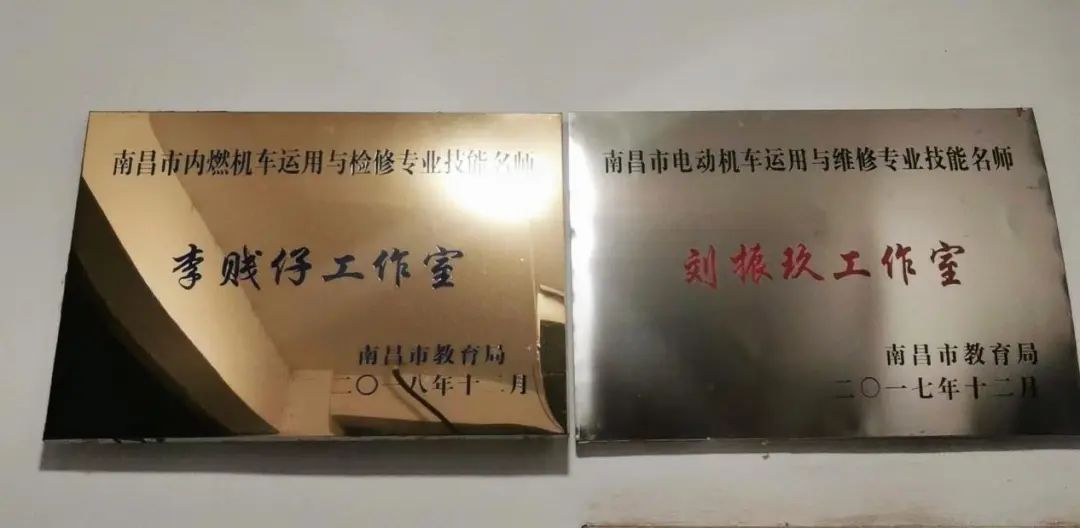 南昌市内燃机车运用与检修专业技能名师
李贱仔工作室
南昌市教育局
二〇一八年十二月
南昌市电动机车运用与维修专业技能名师
刘振玖工作室
南昌市教育局
二〇一七年十二月